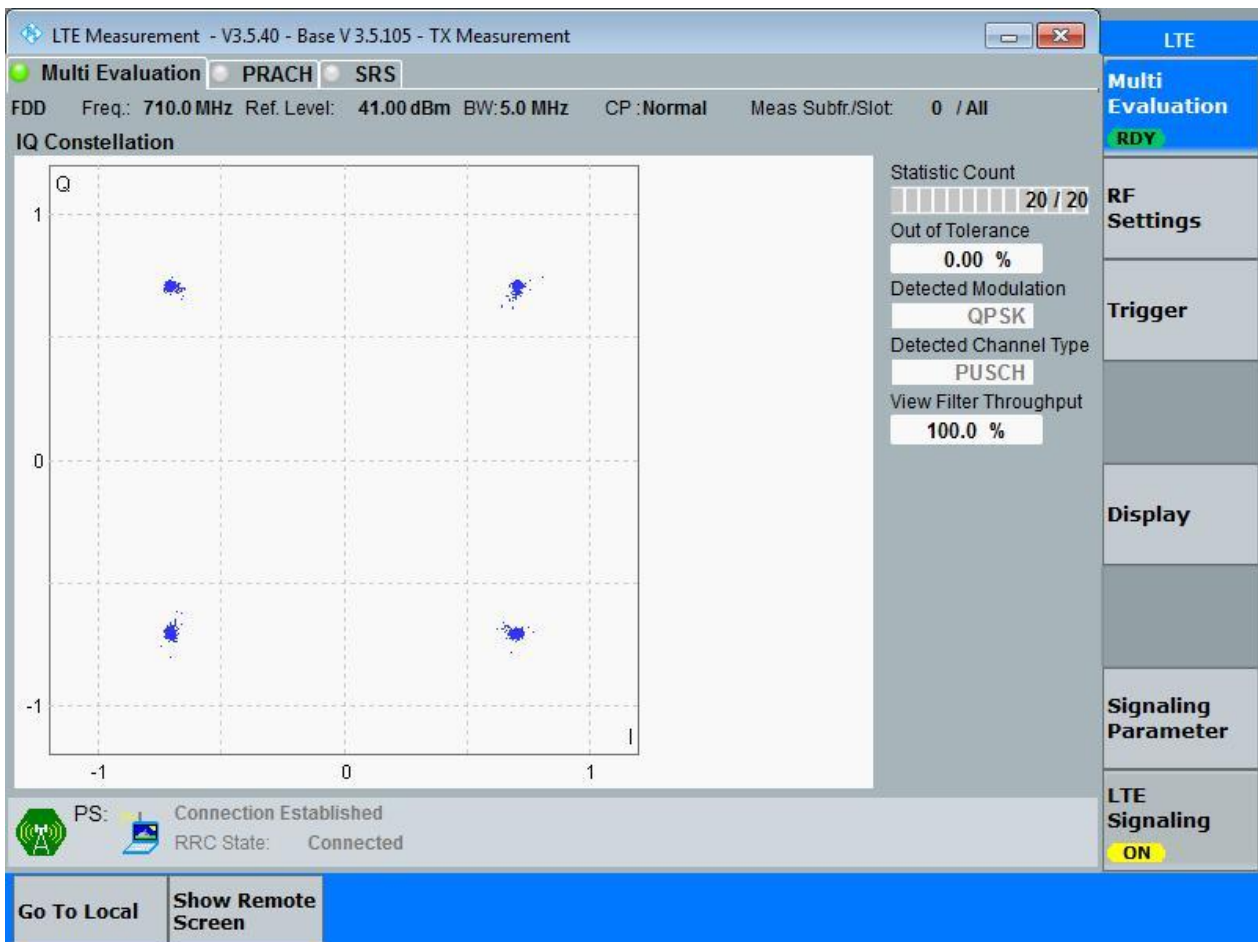 LTE Measurement - V3.5.40 - Base V 3.5.105 - TX Measurement
LTE
Multi Evaluation PRACH SRS
FDD Freq.: 710.0 MHz Ref. Level: 41.00 dBm BW: 5.0 MHz CP : Normal Meas Subfr./Slot: 0 / All
IQ Constellation
Q
1
0
-1
I
-1 0 1
Statistic Count
20 / 20
Out of Tolerance
0.00 %
Detected Modulation
QPSK
Detected Channel Type
PUSCH
View Filter Throughput
100.0 %
Multi
Evaluation
RDY
RF
Settings
Trigger
Display
Signaling
Parameter
LTE
Signaling
ON
PS: Connection Established
RRC State: Connected
Go To Local
Show Remote
Screen